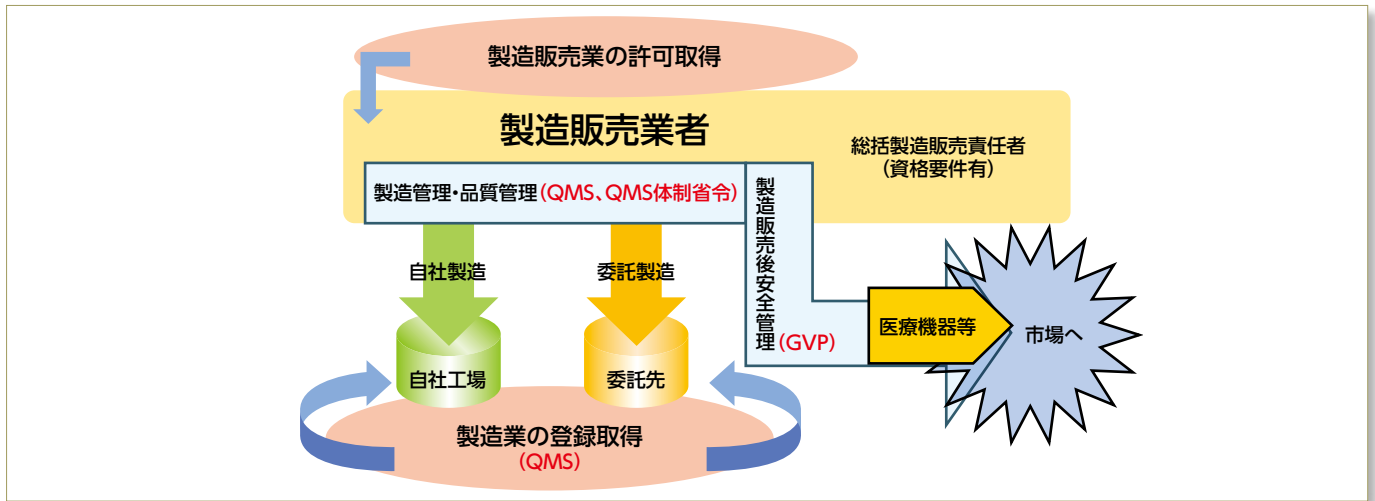 製造販売業の許可取得
製造販売業者
総括製造販売責任者
(資格要件有)
製造管理・品質管理(QMS、QMS体制省令)
製造販売後安全管理
(GVP)
自社製造
委託製造
医療機器等
市場へ
自社工場
委託先
製造業の登録取得
(QMS)